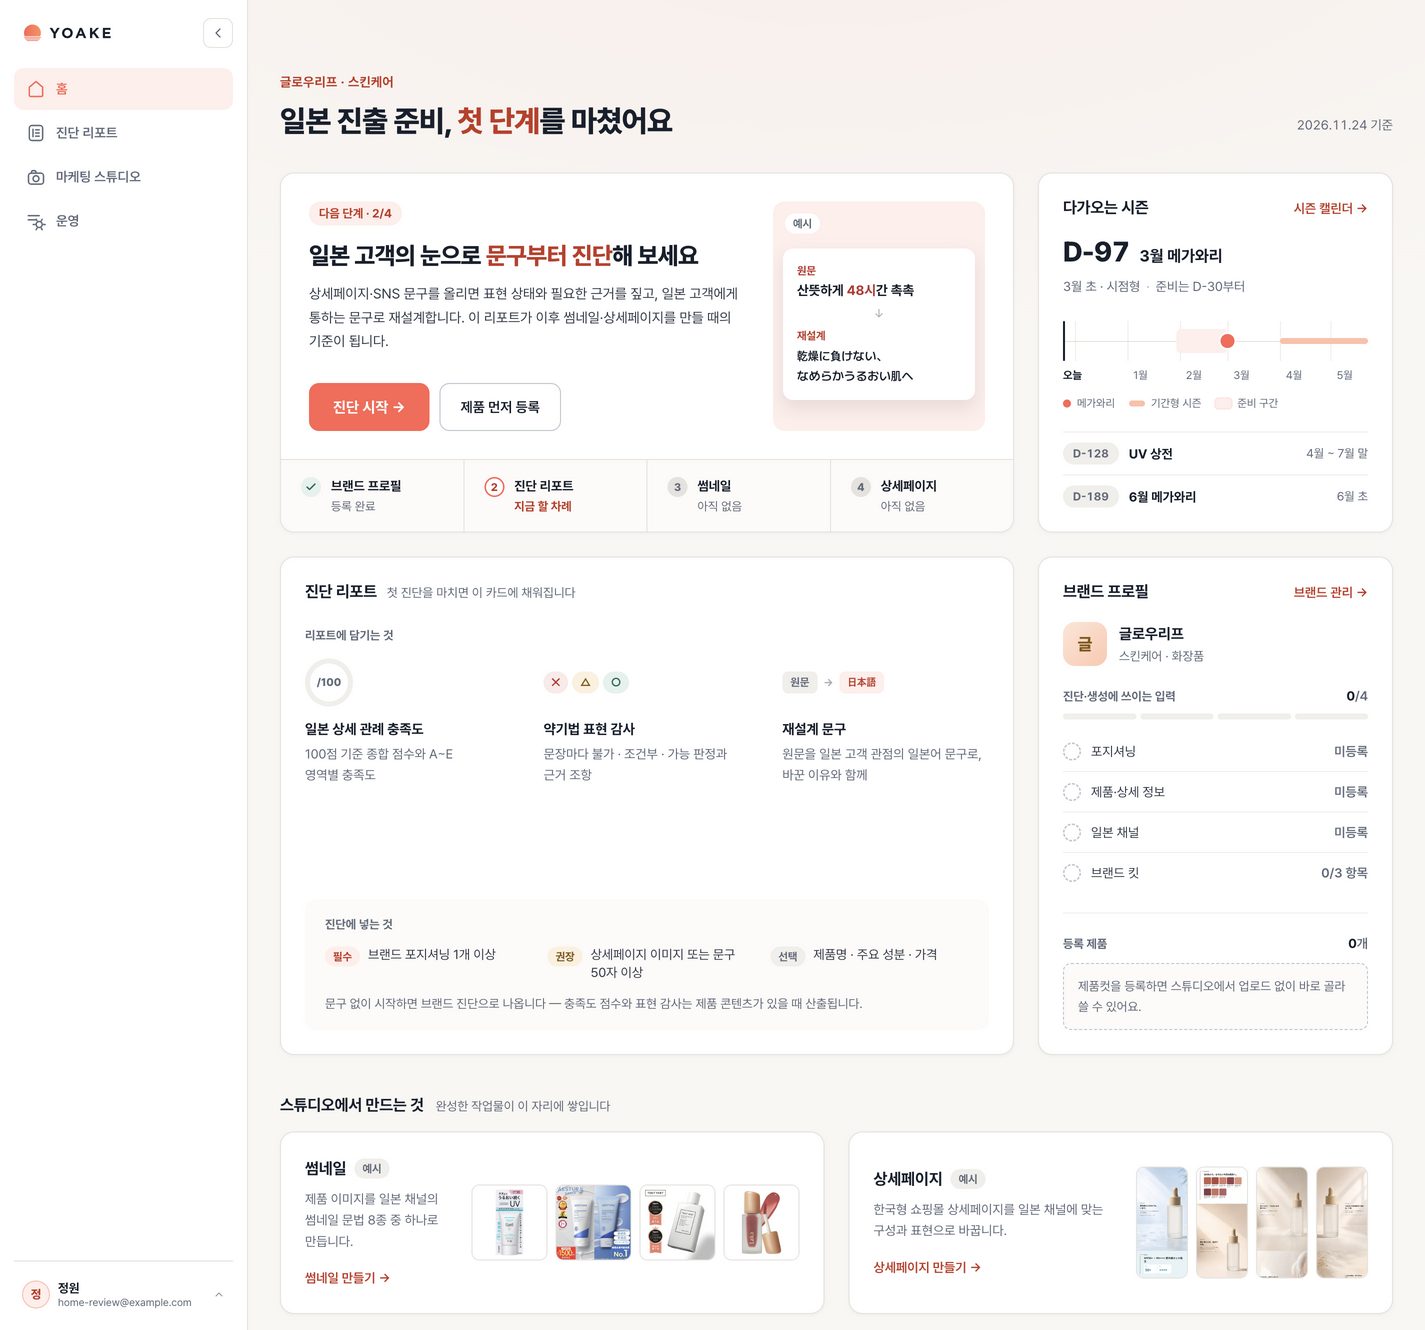 YOAKE
홈
진단 리포트
마케팅 스튜디오
운영
정
정원
home-review@example.com
글로우리프 · 스킨케어
일본 진출 준비, 첫 단계를 마쳤어요
2026.11.24 기준
다음 단계 · 2/4
일본 고객의 눈으로 문구부터 진단해 보세요
상세페이지·SNS 문구를 올리면 표현 상태와 필요한 근거를 짚고, 일본 고객에게
통하는 문구로 재설계합니다. 이 리포트가 이후 썸네일·상세페이지를 만들 때의
기준이 됩니다.
진단 시작 →
제품 먼저 등록
예시
원문
산뜻하게 48시간 촉촉
↓
재설계
乾燥に負けない、
なめらかうるおい肌へ
브랜드 프로필
등록 완료
2
진단 리포트
지금 할 차례
3
썸네일
아직 없음
4
상세페이지
아직 없음
다가오는 시즌
시즌 캘린더 →
D-97 3월 메가와리
3월 초 · 시점형 · 준비는 D-30부터
오늘 1월 2월 3월 4월 5월
메가와리 기간형 시즌 준비 구간
D-128 UV 상전 4월 ~ 7월 말
D-189 6월 메가와리 6월 초
진단 리포트 첫 진단을 마치면 이 카드에 채워집니다
리포트에 담기는 것
/100
일본 상세 관례 충족도
100점 기준 종합 점수와 A~E
영역별 충족도
약기법 표현 감사
문장마다 불가 · 조건부 · 가능 판정과
근거 조항
원문 → 日本語
재설계 문구
원문을 일본 고객 관점의 일본어 문구로,
바꾼 이유와 함께
진단에 넣는 것
필수 브랜드 포지셔닝 1개 이상
권장 상세페이지 이미지 또는 문구
50자 이상
선택 제품명 · 주요 성분 · 가격
문구 없이 시작하면 브랜드 진단으로 나옵니다 — 충족도 점수와 표현 감사는 제품 콘텐츠가 있을 때 산출됩니다.
브랜드 프로필
브랜드 관리 →
글
글로우리프
스킨케어 · 화장품
진단·생성에 쓰이는 입력 0/4
포지셔닝 미등록
제품·상세 정보 미등록
일본 채널 미등록
브랜드 킷 0/3 항목
등록 제품 0개
제품컷을 등록하면 스튜디오에서 업로드 없이 바로 골라
쓸 수 있어요.
스튜디오에서 만드는 것 완성한 작업물이 이 자리에 쌓입니다
썸네일 예시
제품 이미지를 일본 채널의
썸네일 문법 8종 중 하나로
만듭니다.
썸네일 만들기 →
UV
No.1
상세페이지 예시
한국형 쇼핑몰 상세페이지를 일본 채널에 맞는
구성과 표현으로 바꿉니다.
상세페이지 만들기 →